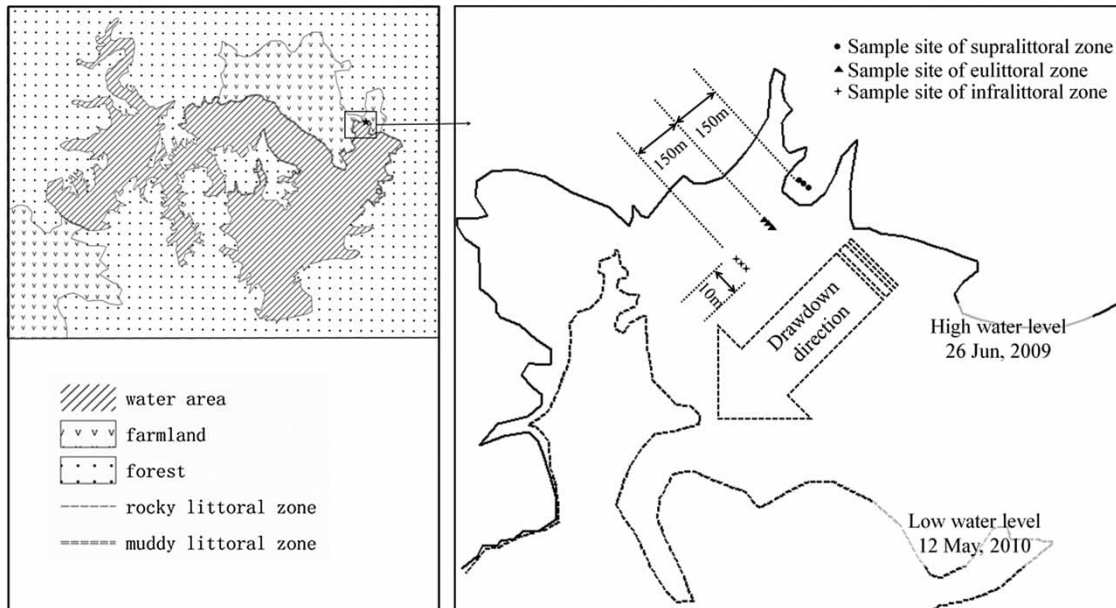 water area
farmland
forest
rocky littoral zone
muddy littoral zone
Sample site of supralittoral zone
Sample site of eulittoral zone
Sample site of infralittoral zone
150m
150m
10m
Drawdown
direction
High water level
26 Jun, 2009
Low water level
12 May, 2010